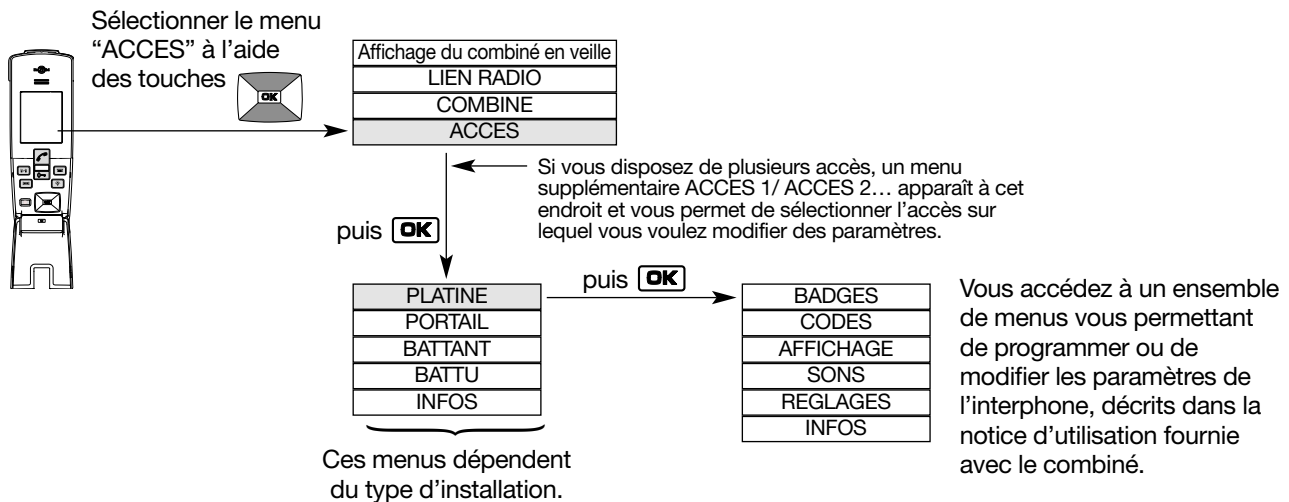 Sélectionner le menu
“ACCES” à l’aide
des touches
OK
Affichage du combiné en veille
LIEN RADIO
COMBINE
ACCES
Si vous disposez de plusieurs accès, un menu
supplémentaire ACCES 1/ ACCES 2… apparaît à cet
endroit et vous permet de sélectionner l’accès sur
lequel vous voulez modifier des paramètres.
puis OK
PLATINE
PORTAIL
BATTANT
BATTU
INFOS
Ces menus dépendent
du type d’installation.
puis OK
BADGES
CODES
AFFICHAGE
SONS
REGLAGES
INFOS
Vous accédez à un ensemble
de menus vous permettant
de programmer ou de
modifier les paramètres de
l’interphone, décrits dans la
notice d’utilisation fournie
avec le combiné.